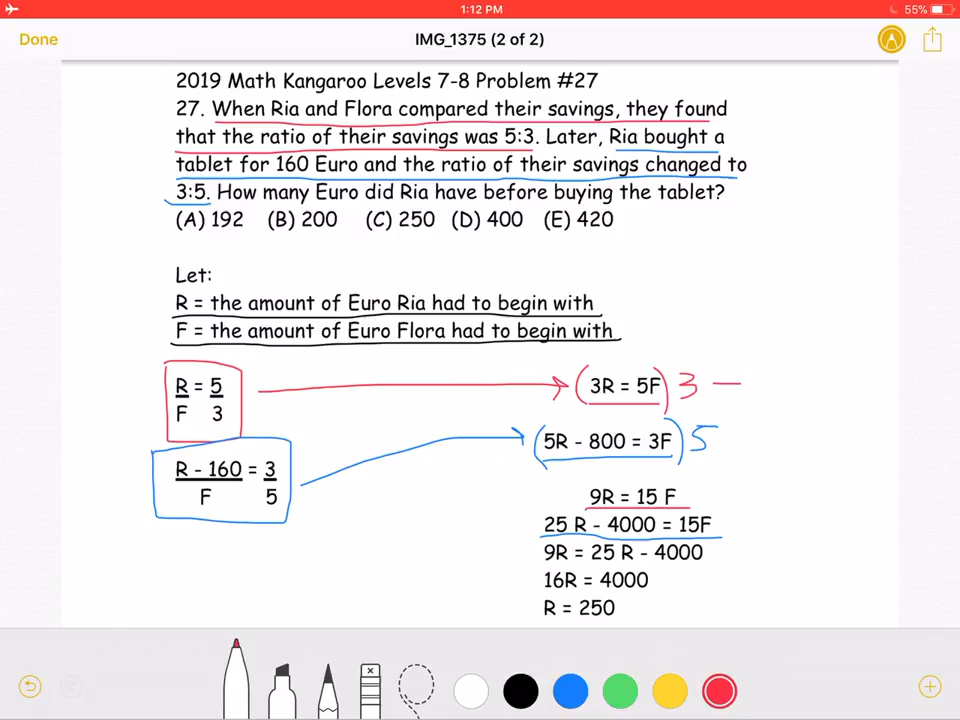 1:12 PM
55%
Done
IMG_1375 (2 of 2)
2019 Math Kangaroo Levels 7-8 Problem #27
27. When Ria and Flora compared their savings, they found
that the ratio of their savings was 5:3. Later, Ria bought a
tablet for 160 Euro and the ratio of their savings changed to
3:5. How many Euro did Ria have before buying the tablet?
(A) 192 (B) 200 (C) 250 (D) 400 (E) 420
Let:
R = the amount of Euro Ria had to begin with
F = the amount of Euro Flora had to begin with
R = 5
F 3
(3R = 5F) 3 —
R - 160 = 3
F 5
(5R - 800 = 3F) 5
9R = 15 F
25 R - 4000 = 15F
9R = 25 R - 4000
16R = 4000
R = 250